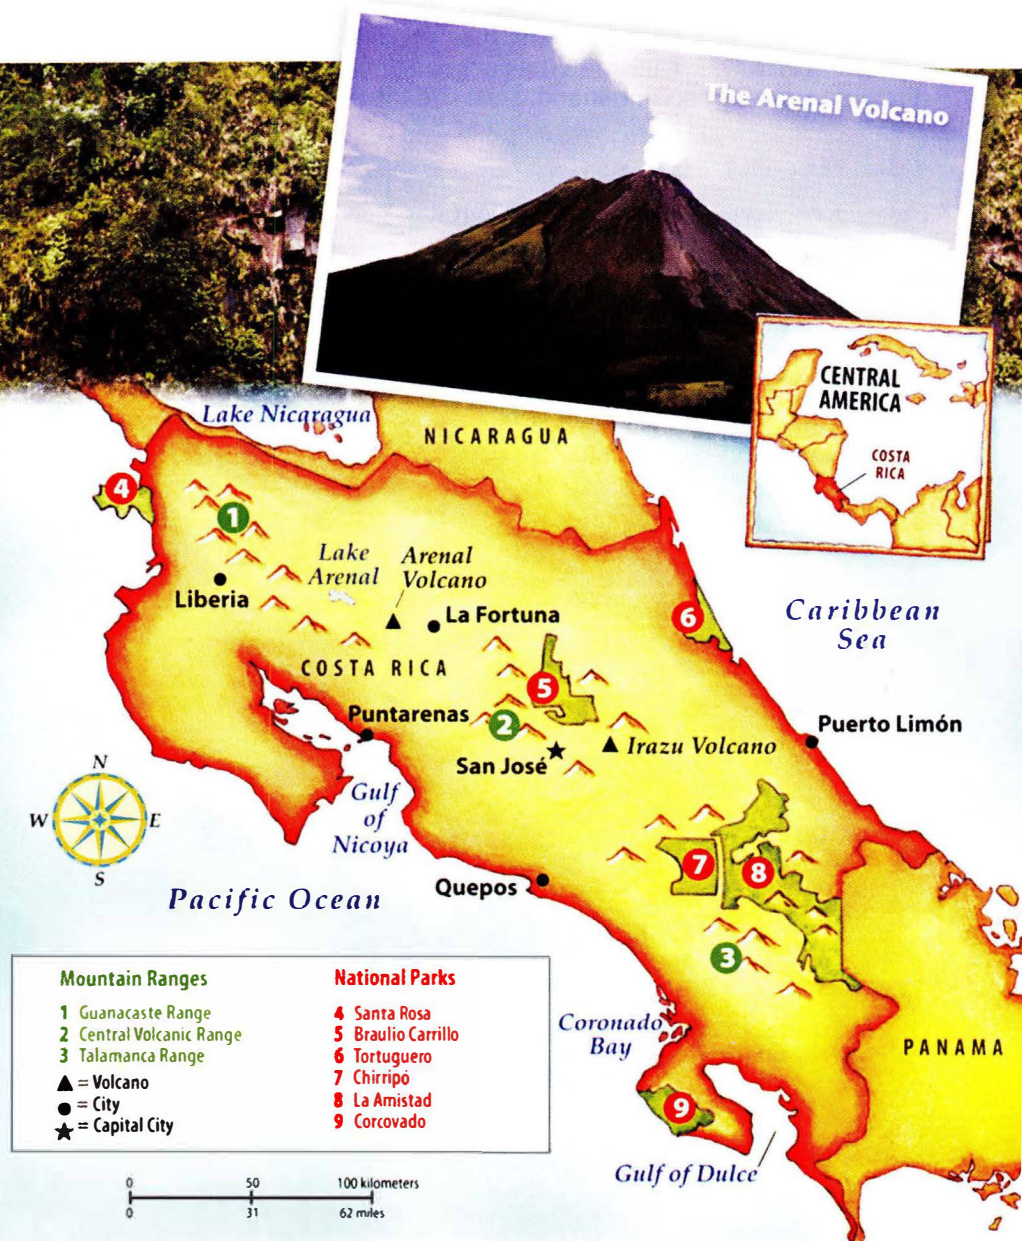 The Arenal Volcano
CENTRAL
AMERICA
COSTA
RICA
Lake Nicaragua
NICARAGUA
4
1
Lake
Arenal
Arenal
Volcano
Liberia
La Fortuna
6
Caribbean
Sea
COSTA RICA
5
Puntarenas
2
Puerto Limón
San José
Irazu Volcano
N
W
E
S
Gulf
of
Nicoya
7
8
Quepos
Pacific Ocean
3
Mountain Ranges
1 Guanacaste Range
2 Central Volcanic Range
3 Talamanca Range
= Volcano
= City
= Capital City
National Parks
4 Santa Rosa
5 Braulio Carrillo
6 Tortuguero
7 Chirripó
8 La Amistad
9 Corcovado
Coronado
Bay
PANAMA
9
Gulf of Dulce
0 50 100 kilometers
0 31 62 miles